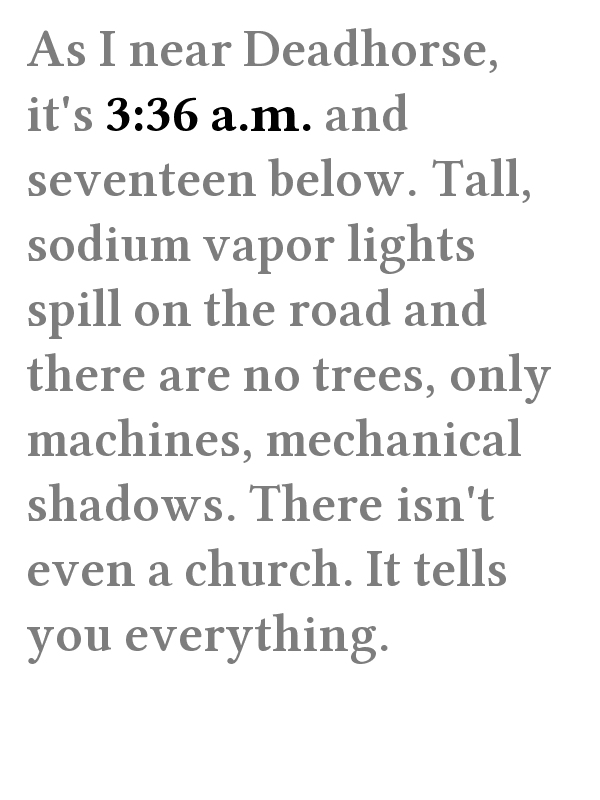 As I near Deadhorse,
it's 3:36 a.m. and
seventeen below. Tall,
sodium vapor lights
spill on the road and
there are no trees, only
machines, mechanical
shadows. There isn't
even a church. It tells
you everything.